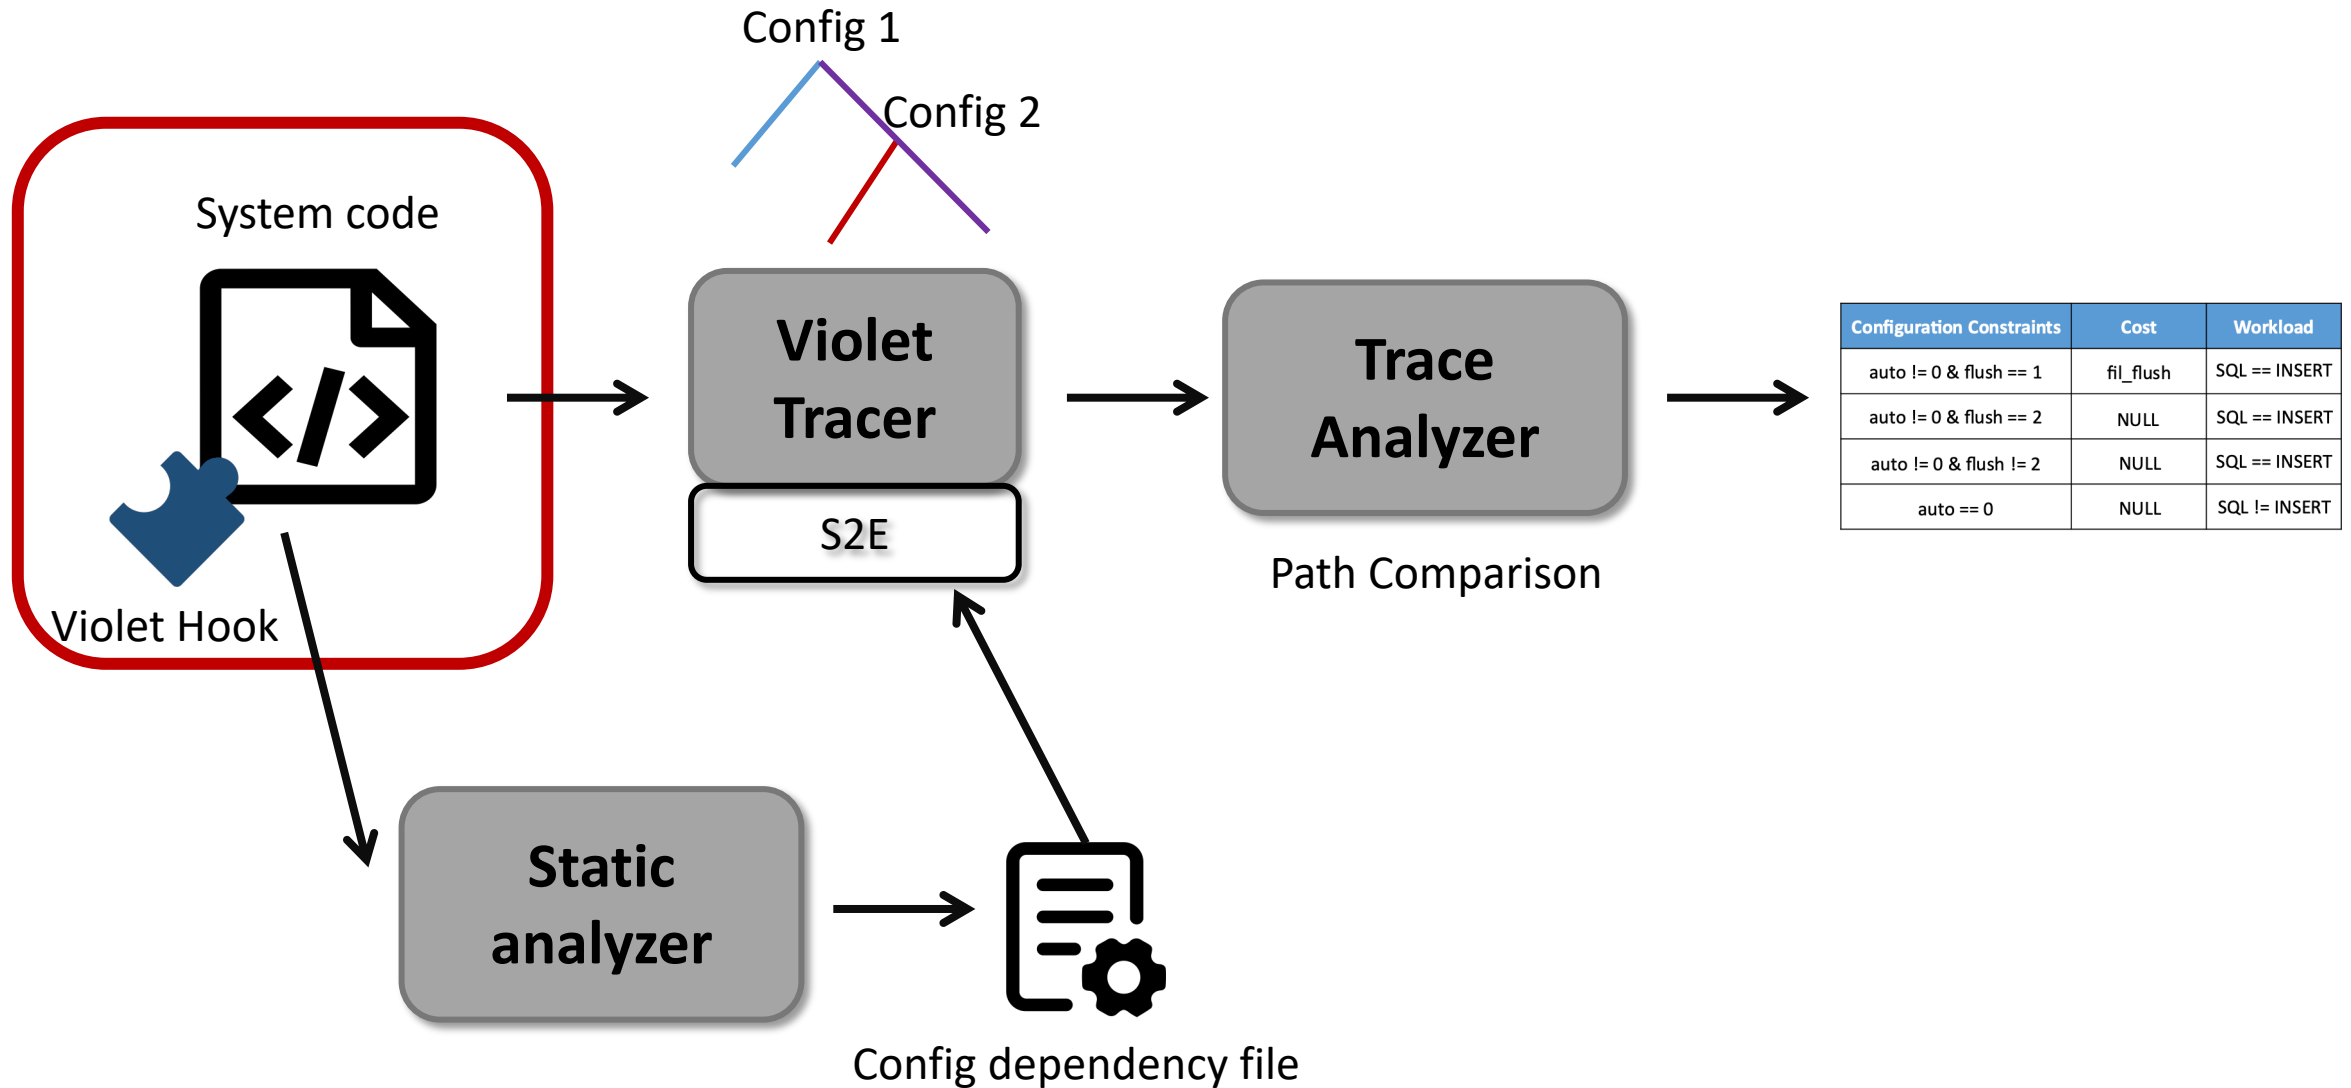 Config 1
Config 2
System code
Violet Hook
Violet
Tracer
S2E
Trace
Analyzer
Path Comparison
Configuration Constraints Cost Workload
auto != 0 & flush == 1 fil_flush SQL == INSERT
auto != 0 & flush == 2 NULL SQL == INSERT
auto != 0 & flush != 2 NULL SQL == INSERT
auto == 0 NULL SQL != INSERT
Static
analyzer
Config dependency file